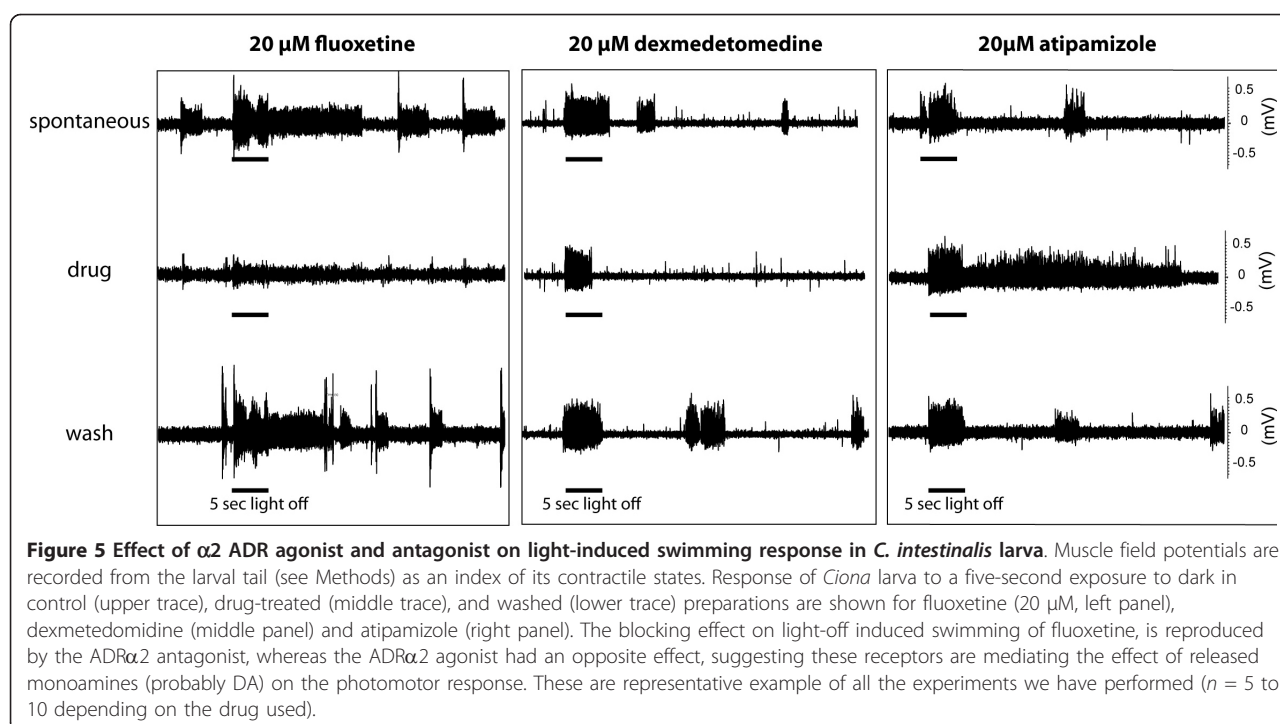 20 µM fluoxetine
20 µM dexmedetomedine
20µM atipamizole
spontaneous
0.5
0
-0.5
(mV)
drug
0.5
0
-0.5
(mV)
wash
0.5
0
-0.5
(mV)
5 sec light off
5 sec light off
5 sec light off
Figure 5 Effect of α2 ADR agonist and antagonist on light-induced swimming response in C. intestinalis larva. Muscle field potentials are
recorded from the larval tail (see Methods) as an index of its contractile states. Response of Ciona larva to a five-second exposure to dark in
control (upper trace), drug-treated (middle trace), and washed (lower trace) preparations are shown for fluoxetine (20 µM, left panel),
dexmetedomidine (middle panel) and atipamizole (right panel). The blocking effect on light-off induced swimming of fluoxetine, is reproduced
by the ADRα2 antagonist, whereas the ADRα2 agonist had an opposite effect, suggesting these receptors are mediating the effect of released
monoamines (probably DA) on the photomotor response. These are representative example of all the experiments we have performed (n = 5 to
10 depending on the drug used).